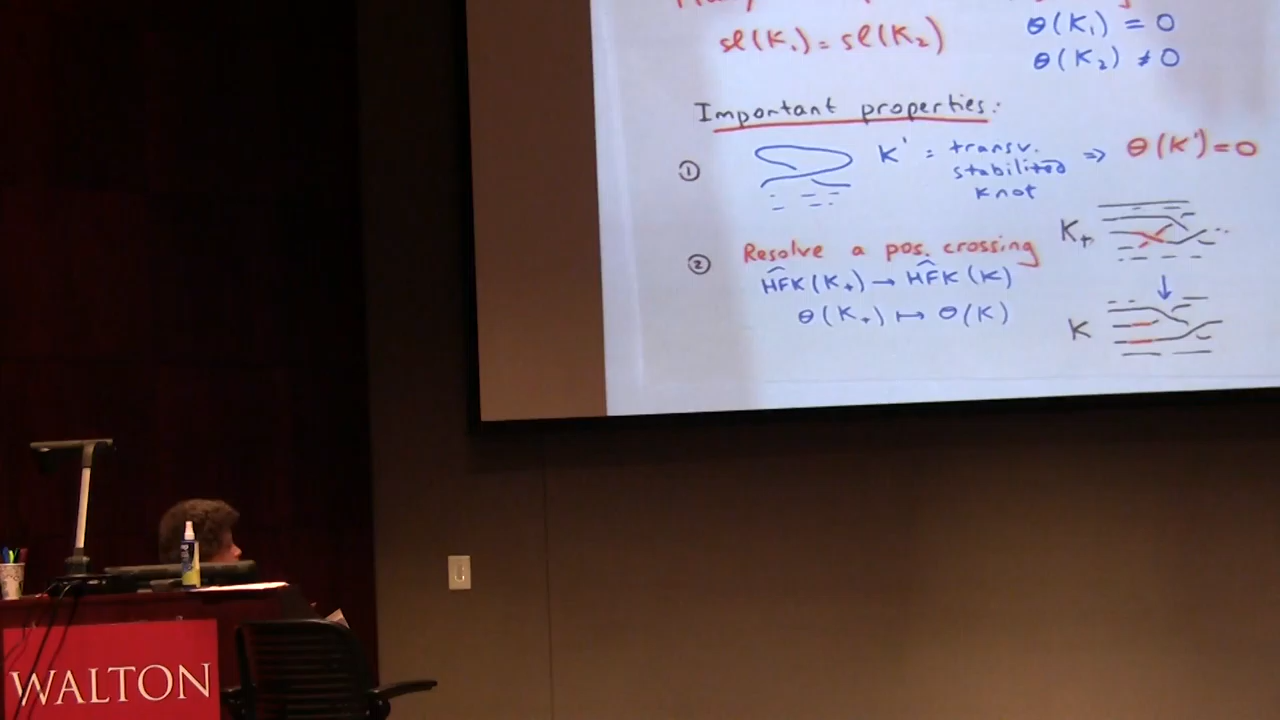 sl(K₁) = sl(K₂)
θ(K₁) = 0
θ(K₂) ≠ 0
Important properties:
① K' = transv. stabilized knot ⇒ θ(K') = 0
② Resolve a pos. crossing
K₊
ĤFK(K₊) → ĤFK(K)
θ(K₊) ↦ θ(K)
K
WALTON